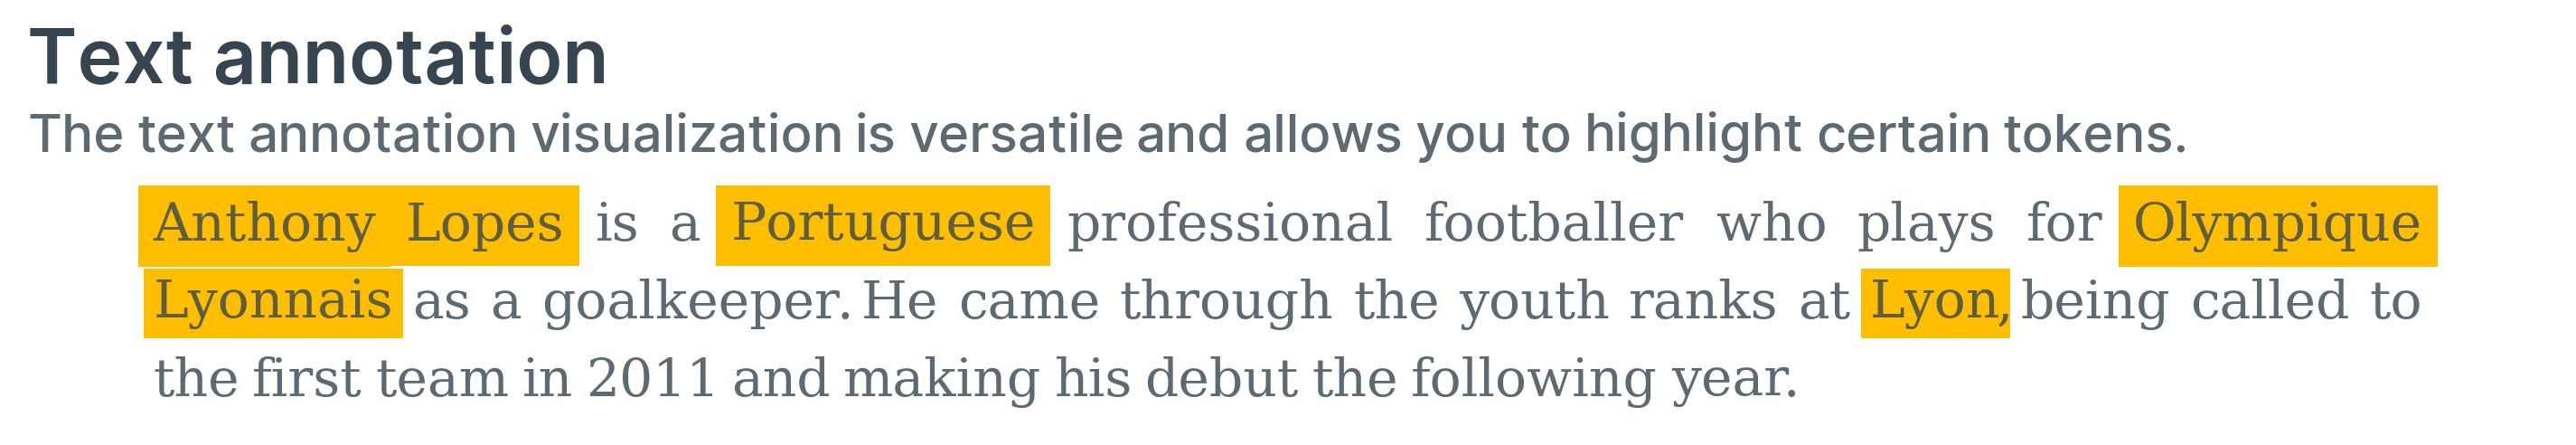 Text annotation
The text annotation visualization is versatile and allows you to highlight certain tokens.
Anthony Lopes is a Portuguese professional footballer who plays for Olympique
Lyonnais as a goalkeeper. He came through the youth ranks at Lyon, being called to
the first team in 2011 and making his debut the following year.